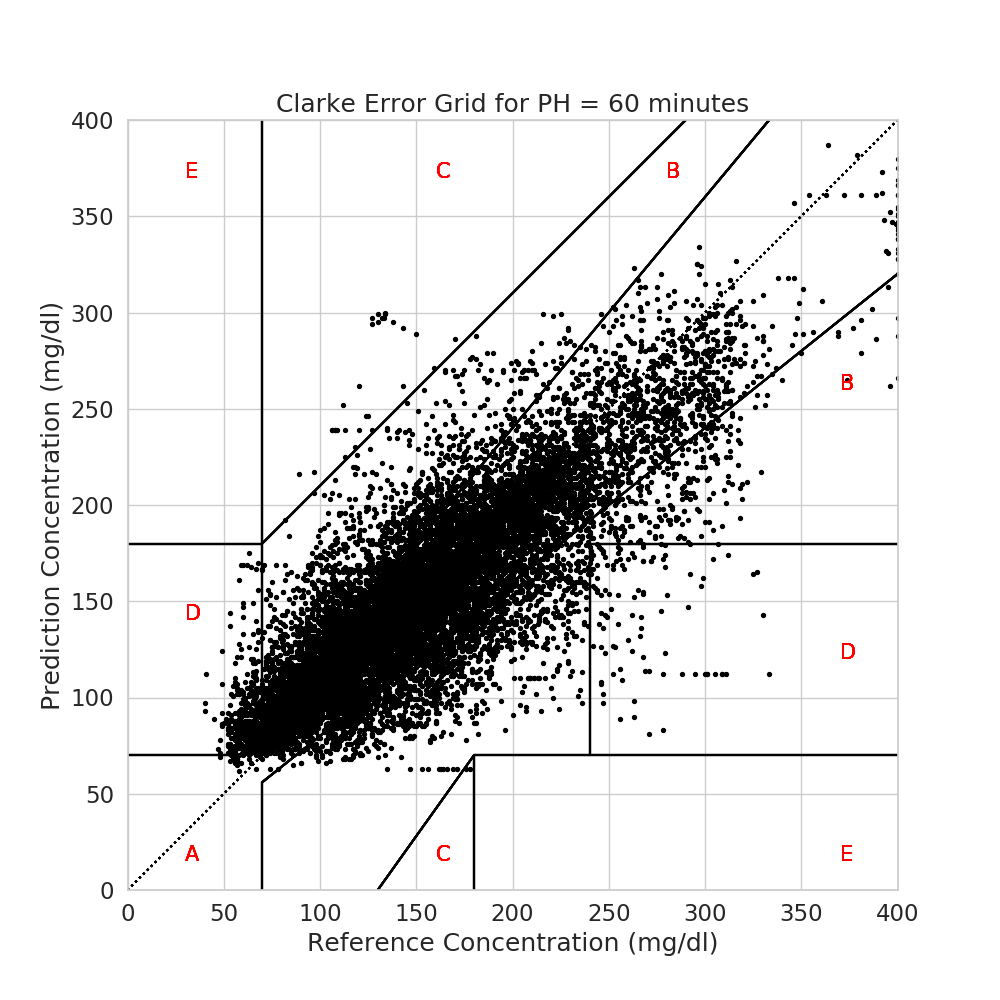 Clarke Error Grid for PH = 60 minutes
400
350
300
250
200
150
100
50
0
Prediction Concentration (mg/dl)
E
C
B
B
D
D
A
C
E
0 50 100 150 200 250 300 350 400
Reference Concentration (mg/dl)